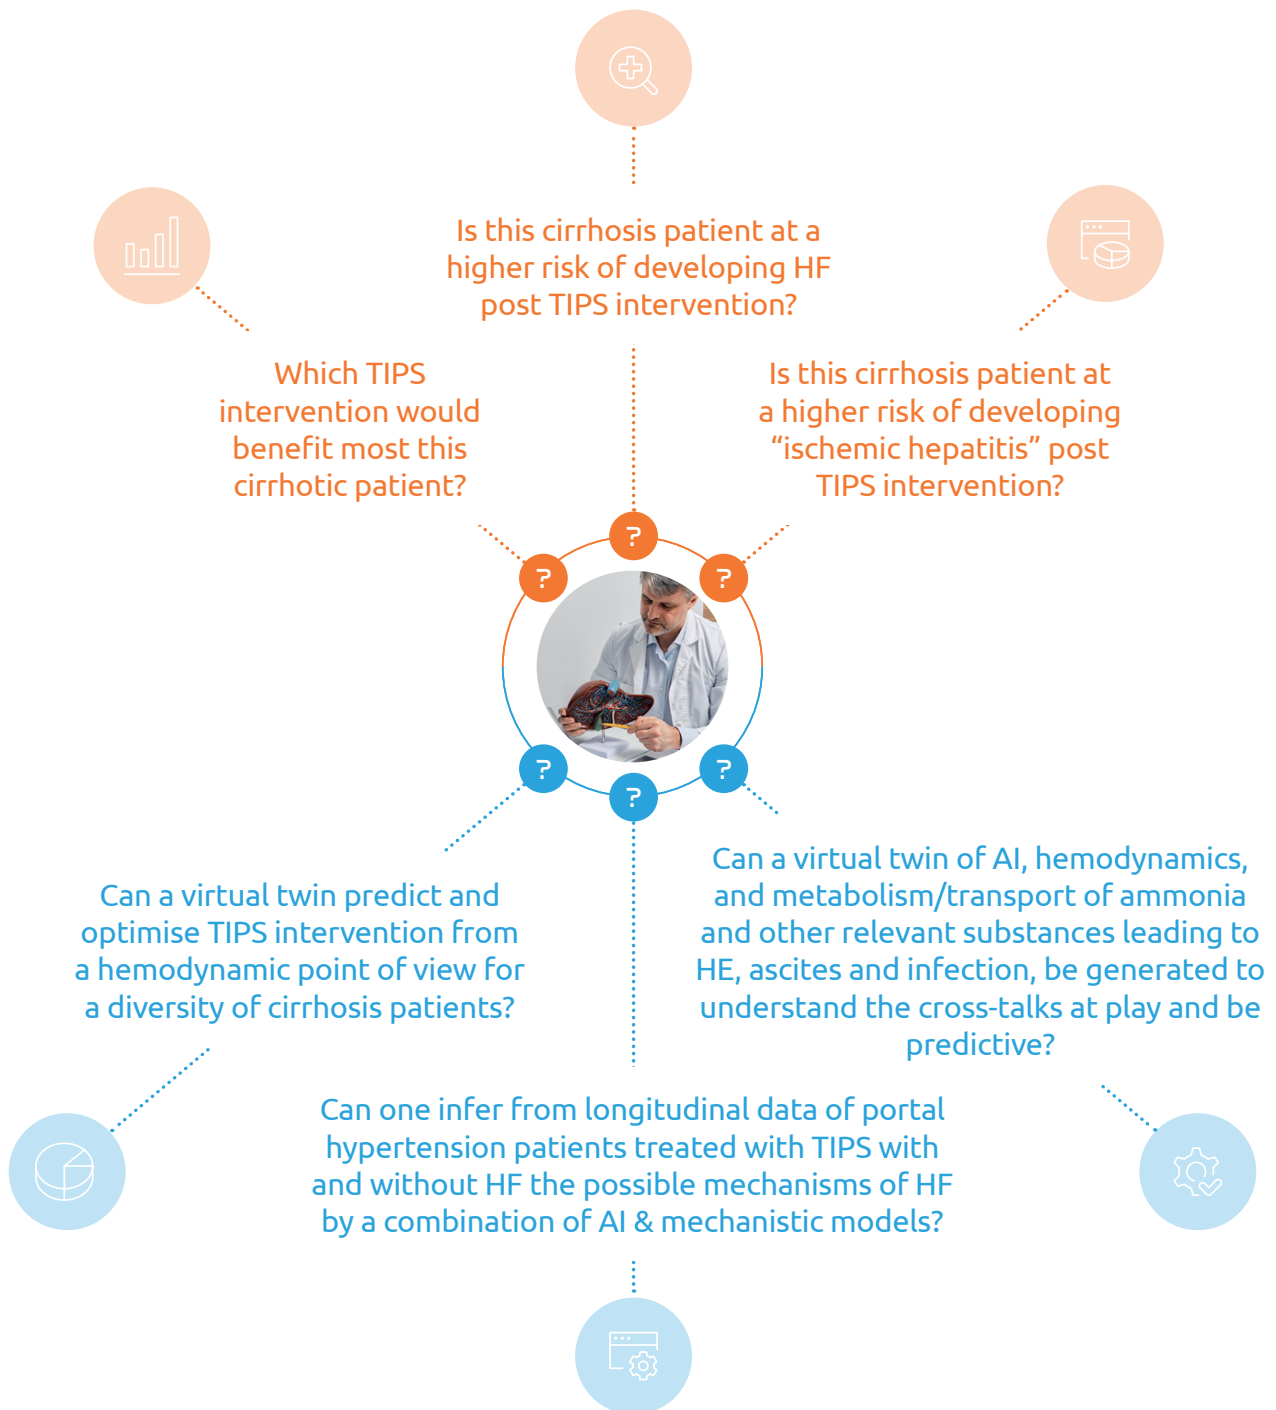 Is this cirrhosis patient at a
higher risk of developing HF
post TIPS intervention?
Which TIPS
intervention would
benefit most this
cirrhotic patient?
Is this cirrhosis patient at
a higher risk of developing
“ischemic hepatitis” post
TIPS intervention?
?
?
?
?
?
?
Can a virtual twin predict and
optimise TIPS intervention from
a hemodynamic point of view for
a diversity of cirrhosis patients?
Can a virtual twin of AI, hemodynamics,
and metabolism/transport of ammonia
and other relevant substances leading to
HE, ascites and infection, be generated to
understand the cross-talks at play and be
predictive?
Can one infer from longitudinal data of portal
hypertension patients treated with TIPS with
and without HF the possible mechanisms of HF
by a combination of AI & mechanistic models?